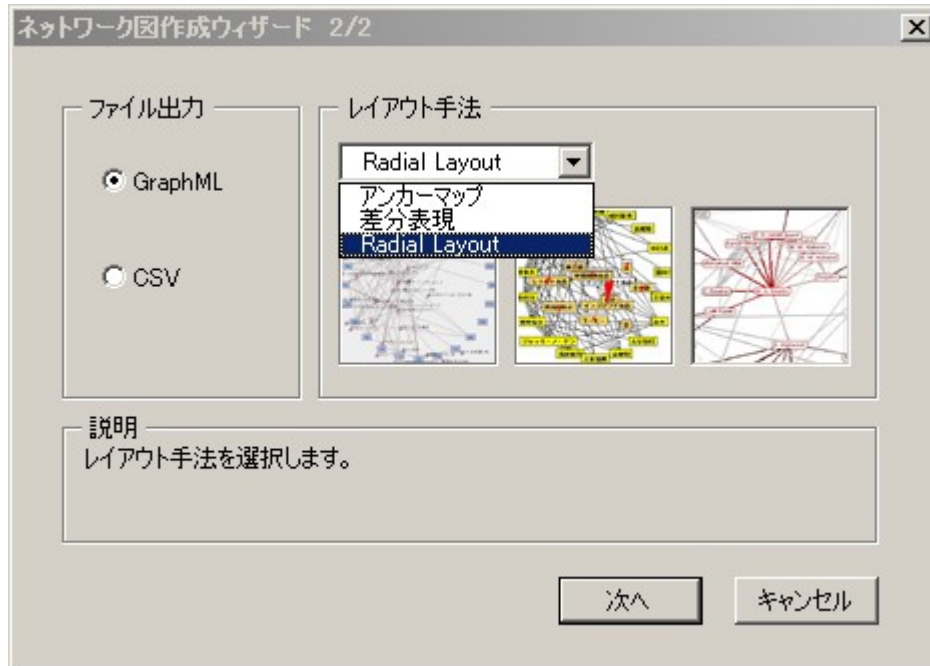 ネットワーク図作成ウィザード 2/2
ファイル出力
GraphML
CSV
レイアウト手法
Radial Layout
アンカーマップ
差分表現
Radial Layout
説明
レイアウト手法を選択します。
次へ
キャンセル